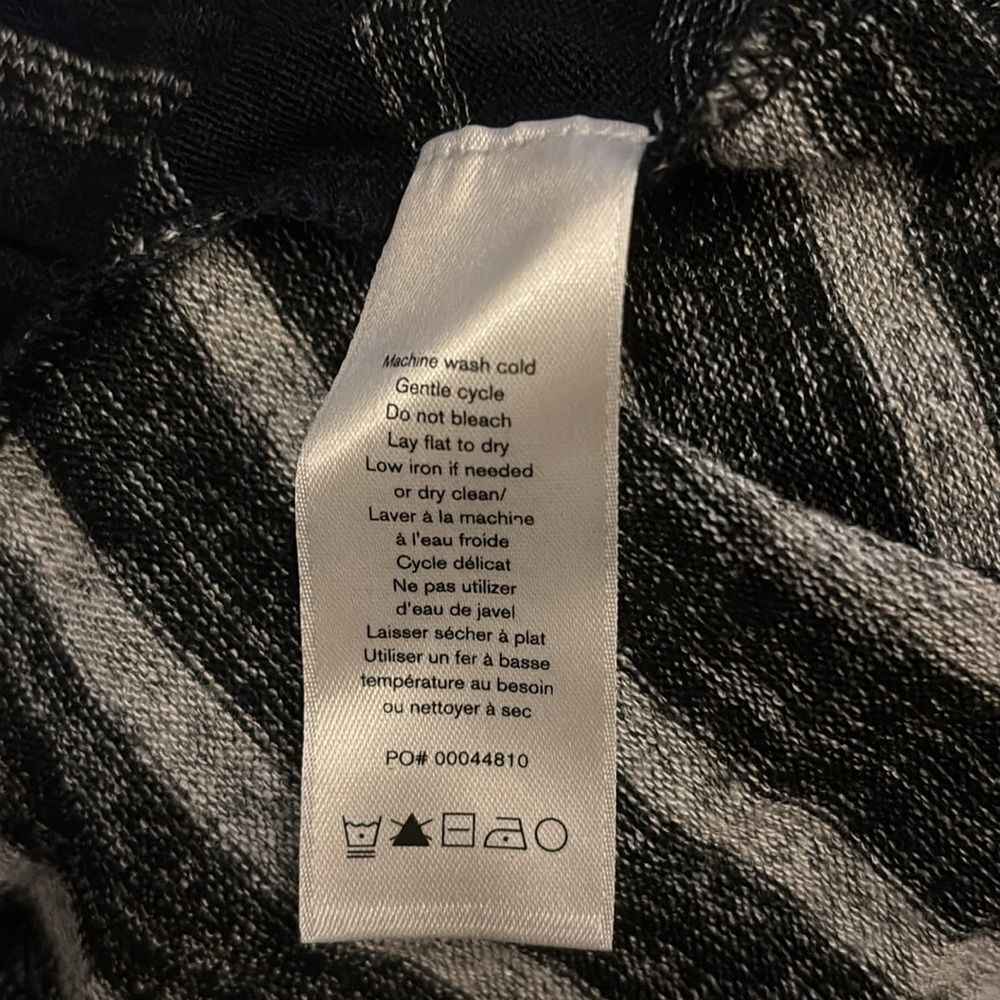 Machine wash cold
Gentle cycle
Do not bleach
Lay flat to dry
Low iron if needed
or dry clean/
Laver à la machine
à l'eau froide
Cycle délicat
Ne pas utilizer
d'eau de javel
Laisser sécher à plat
Utiliser un fer à basse
température au besoin
ou nettoyer à sec
PO# 00044810